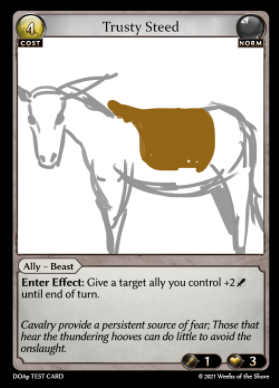 Trusty Steed
4
COST
NORM
Ally – Beast
Enter Effect: Give a target ally you control +2
until end of turn.
Cavalry provide a persistent source of fear; Those that
hear the thundering hooves can do little to avoid the
onslaught.
1
3
DOAp TEST CARD
© 2021 Weebs of the Shore